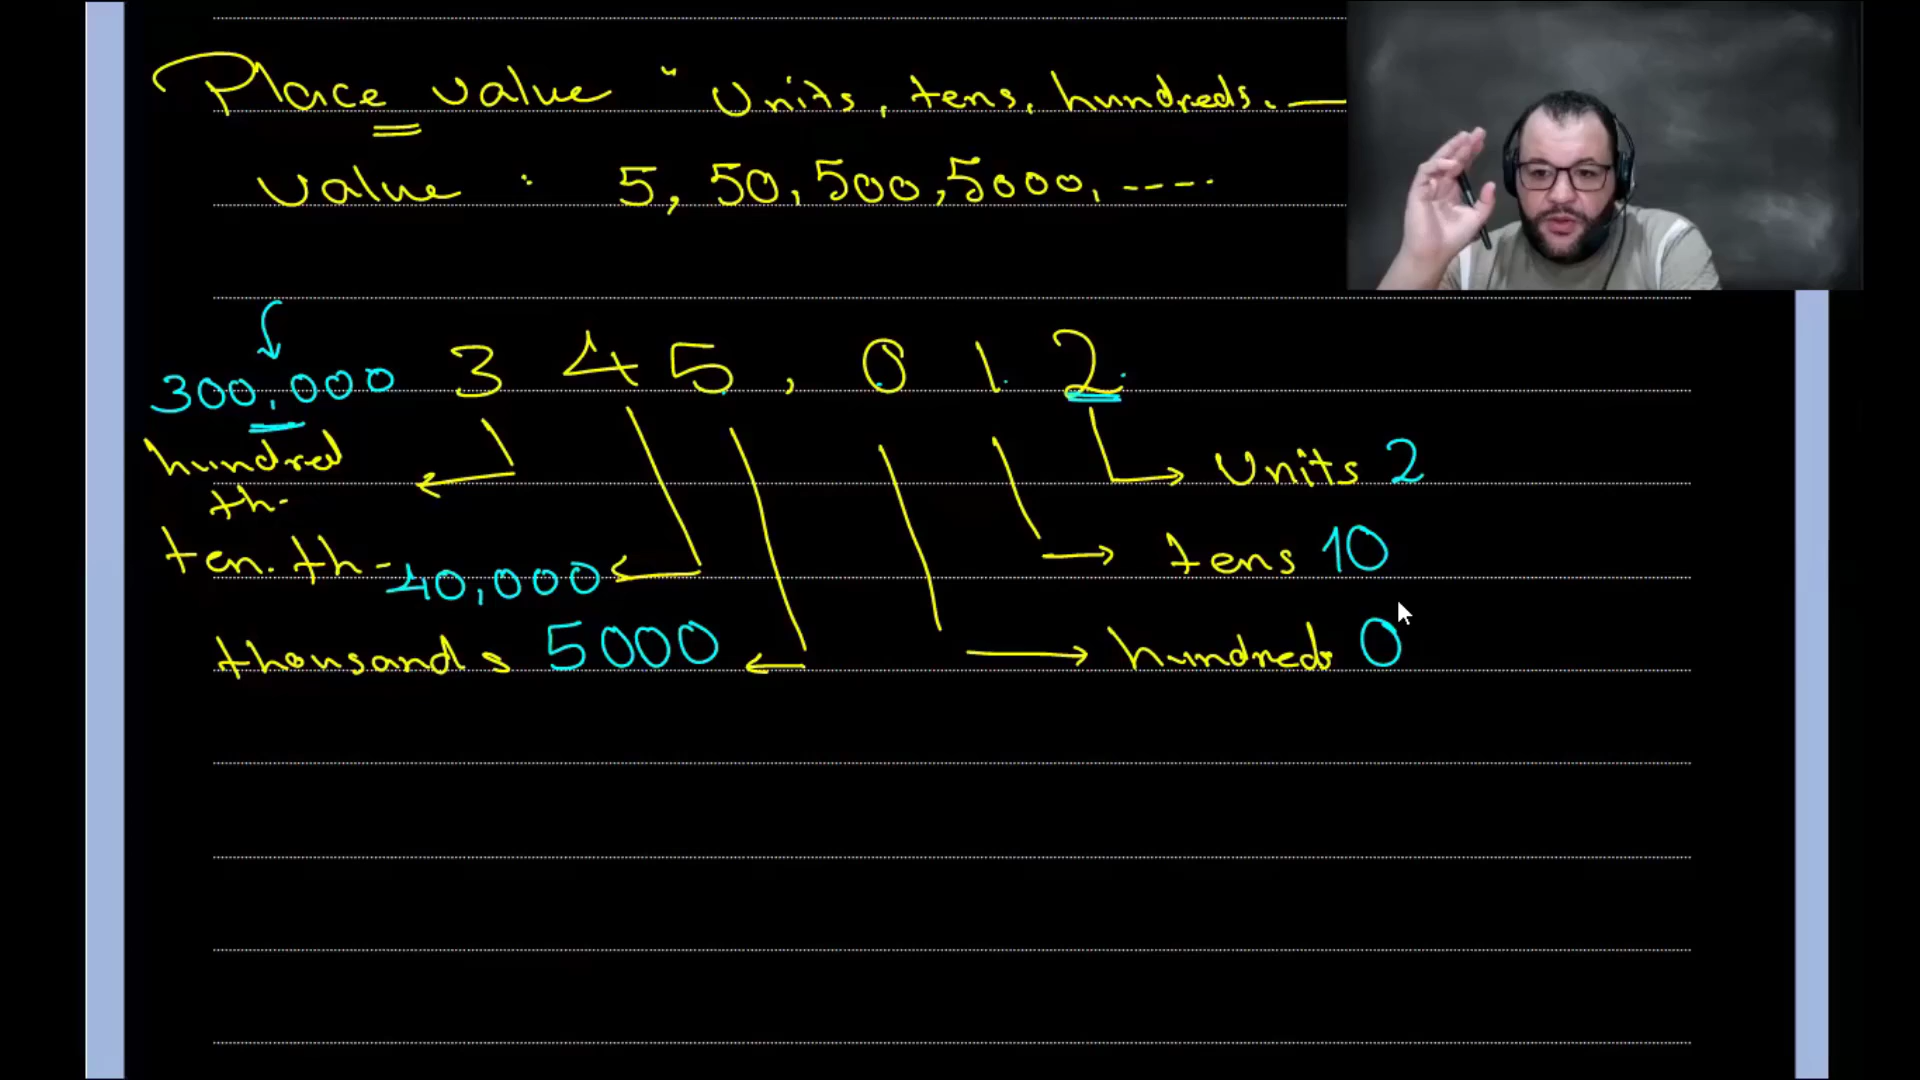 Place value " Units, tens, hundreds. —
value : 5, 50, 500, 5000, ----
300,000 3 4 5 , 0 1 2
hundred th- Units 2
ten. th- 40,000 tens 10
thousands 5000 hundreds 0